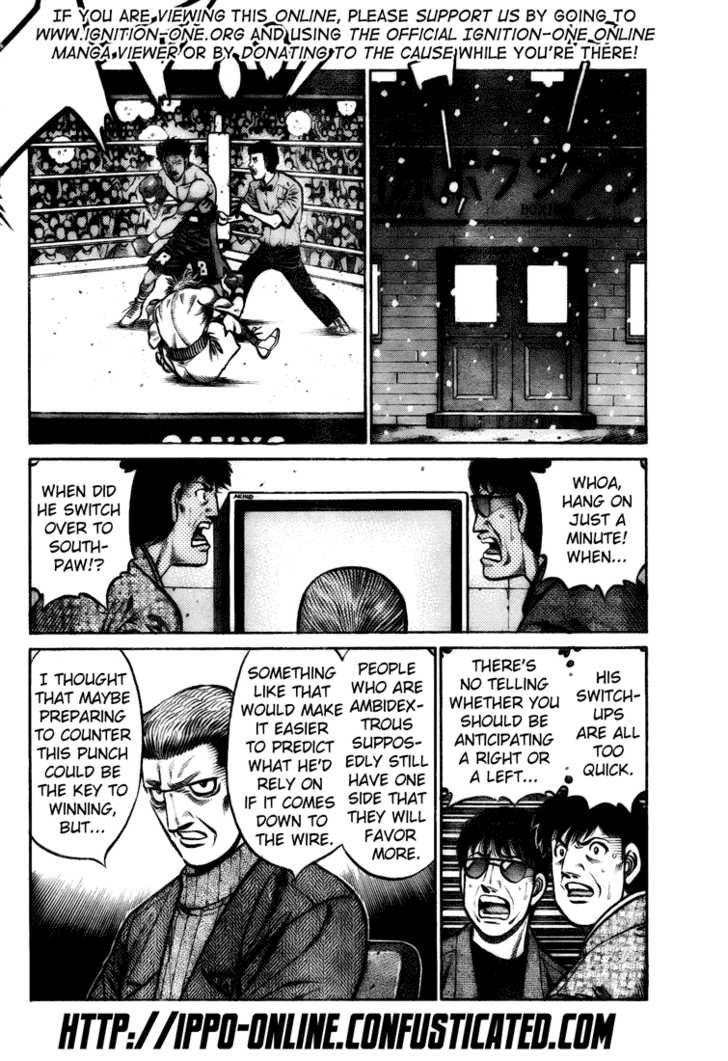 IF YOU ARE VIEWING THIS ONLINE, PLEASE SUPPORT US BY GOING TO
WWW.IGNITION-ONE.ORG AND USING THE OFFICIAL IGNITION-ONE ONLINE
MANGA VIEWER OR BY DONATING TO THE CAUSE WHILE YOU'RE THERE!
BOXING
WHOA,
HANG ON
JUST A
MINUTE!
WHEN...
WHEN DID
HE SWITCH
OVER TO
SOUTH-
PAW!?
HIS
SWITCH-
UPS
ARE ALL
TOO
QUICK.
THERE'S
NO TELLING
WHETHER YOU
SHOULD BE
ANTICIPATING
A RIGHT OR
A LEFT...
PEOPLE
WHO ARE
AMBIDEX-
TROUS
SUPPOS-
EDLY STILL
HAVE ONE
SIDE THAT
THEY WILL
FAVOR
MORE.
SOMETHING
LIKE THAT
WOULD MAKE
IT EASIER
TO PREDICT
WHAT HE'D
RELY ON
IF IT COMES
DOWN TO
THE WIRE.
I THOUGHT
THAT MAYBE
PREPARING
TO COUNTER
THIS PUNCH
COULD BE
THE KEY TO
WINNING,
BUT...
HTTP://IPPO-ONLINE.CONFUSTICATED.COM